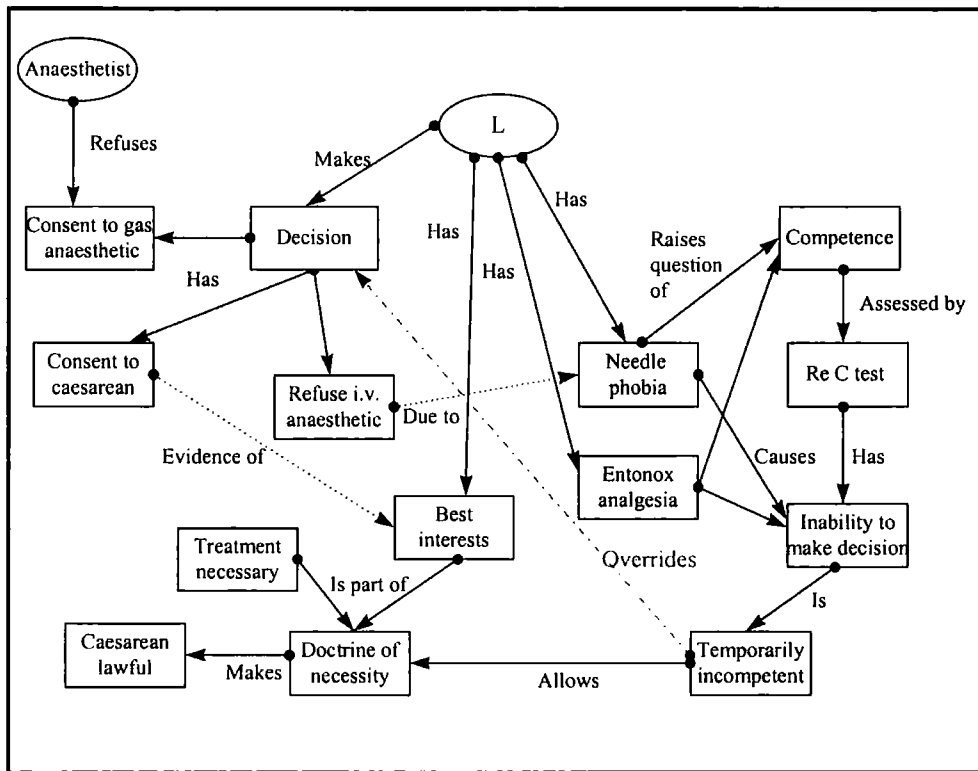 Anaesthetist
L
Refuses
Makes
Has
Has
Has
Raises
question
of
Consent to gas
anaesthetic
Decision
Competence
Has
Assessed by
Consent to
caesarean
Refuse i.v.
anaesthetic
Due to
Needle
phobia
Re C test
Evidence of
Entonox
analgesia
Causes
Has
Best
interests
Inability to
make decision
Treatment
necessary
Is part of
Overrides
Is
Caesarean
lawful
Makes
Doctrine of
necessity
Allows
Temporarily
incompetent